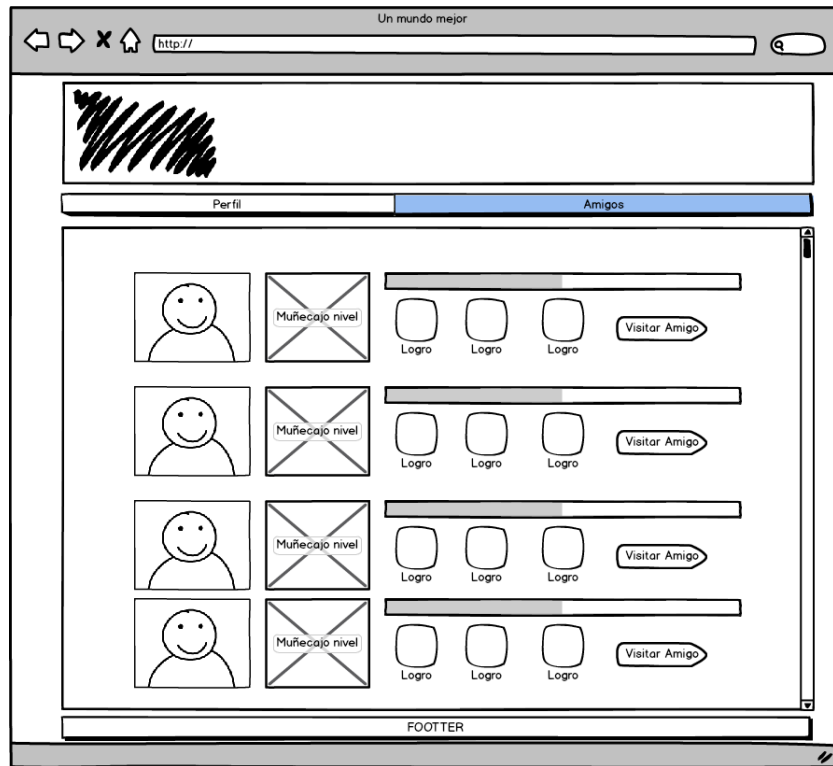 Un mundo mejor
http://
Perfil
Amigos
Muñecajo nivel
Logro Logro Logro
Visitar Amigo
Muñecajo nivel
Logro Logro Logro
Visitar Amigo
Muñecajo nivel
Logro Logro Logro
Visitar Amigo
Muñecajo nivel
Logro Logro Logro
Visitar Amigo
FOOTTER